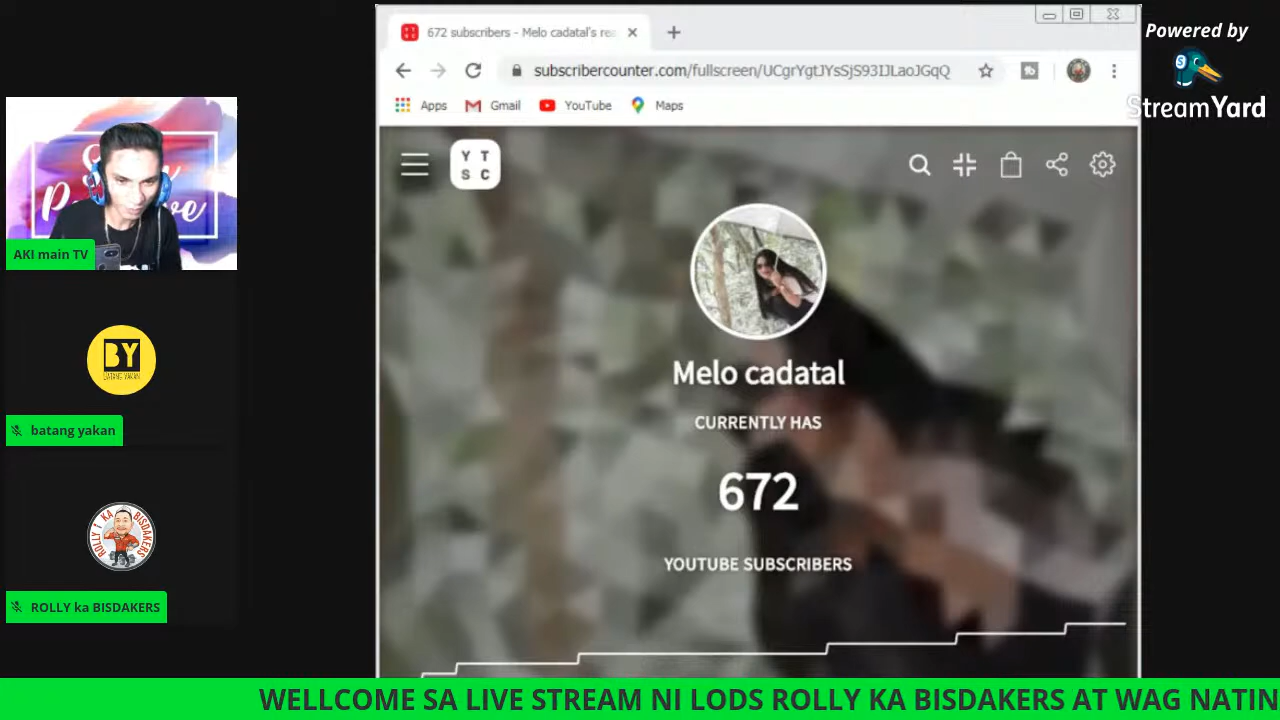 672 subscribers - Melo cadatal's rea
Powered by
StreamYard
subscribercounter.com/fullscreen/UCgrYgtJYsSjS93IJLaoJGqQ
Apps Gmail YouTube Maps
Y T
S C
AKI main TV
Melo cadatal
CURRENTLY HAS
672
YOUTUBE SUBSCRIBERS
BY
BATANG YAKAN
batang yakan
ROLLY ka BISDAKERS
WELLCOME SA LIVE STREAM NI LODS ROLLY KA BISDAKERS AT WAG NATIN